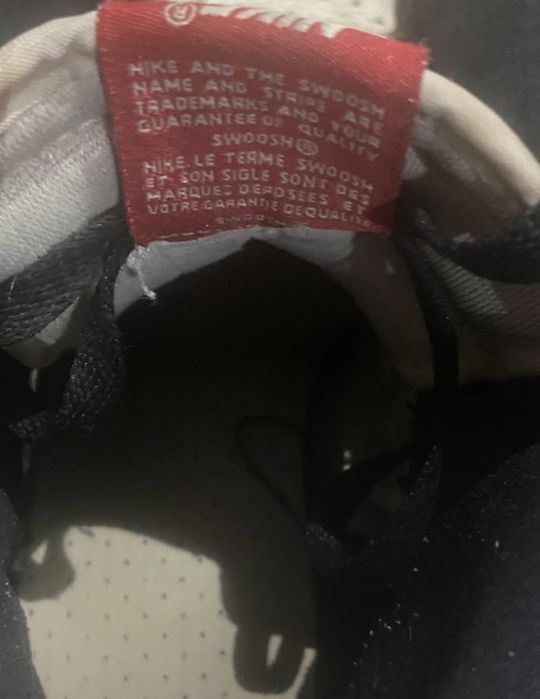 ®
NIKE AND THE SWOOSH
NAME AND STRIPE ARE
TRADEMARKS AND YOUR
GUARANTEE OF QUALITY
SWOOSH®
NIKE. LE TERME SWOOSH
ET SON SIGLE SONT DES
MARQUES DEPOSEES ET
VOTRE GARANTIE DE QUALITE
SWOOSH